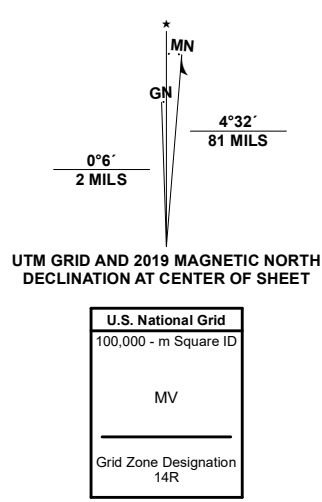 ★
MN
GN
4°32´
81 MILS
0°6´
2 MILS
UTM GRID AND 2019 MAGNETIC NORTH
DECLINATION AT CENTER OF SHEET
U.S. National Grid
100,000 - m Square ID
MV
Grid Zone Designation
14R